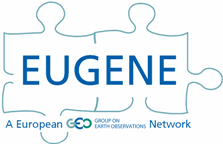 EUGENE
A European GEO GROUP ON EARTH OBSERVATIONS Network